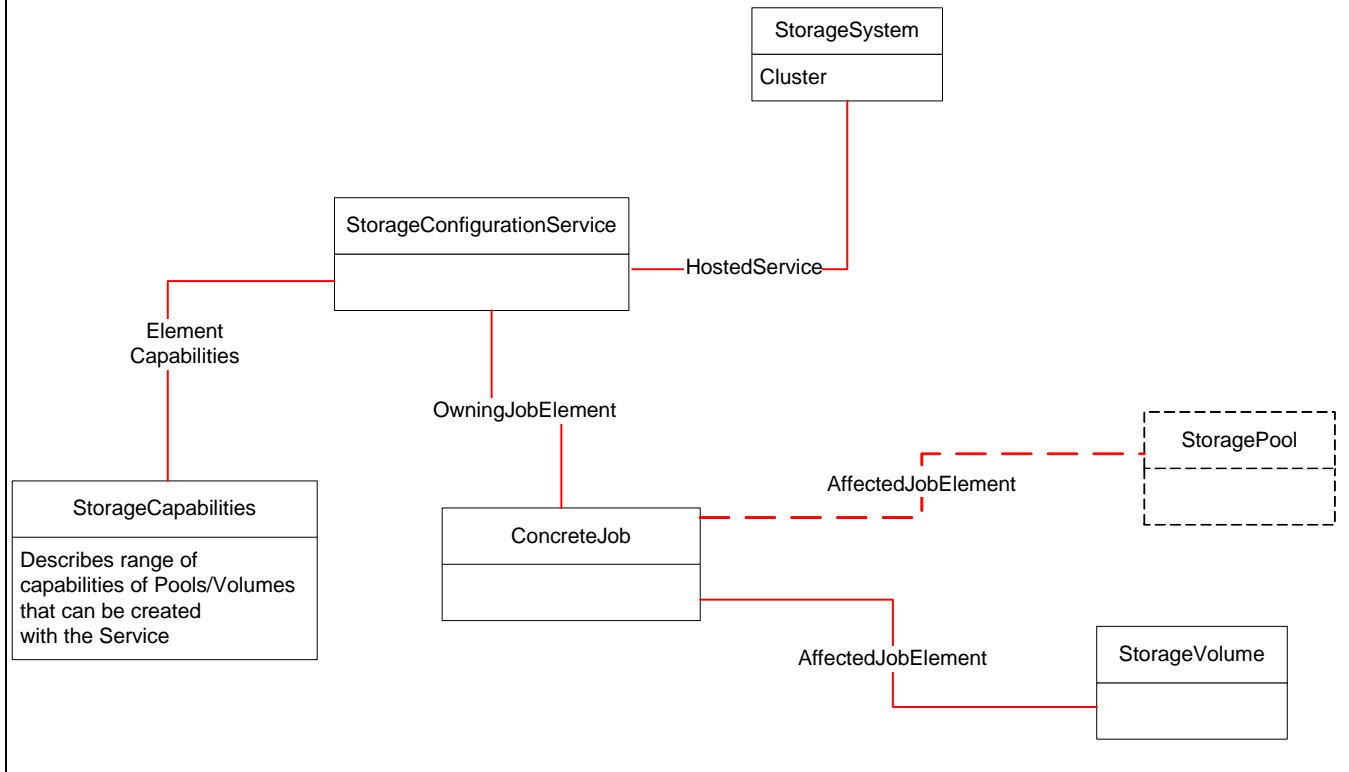 StorageSystem
Cluster
StorageConfigurationService
HostedService
Element
Capabilities
OwningJobElement
StoragePool
AffectedJobElement
StorageCapabilities
Describes range of
capabilities of Pools/Volumes
that can be created
with the Service
ConcreteJob
StorageVolume
AffectedJobElement